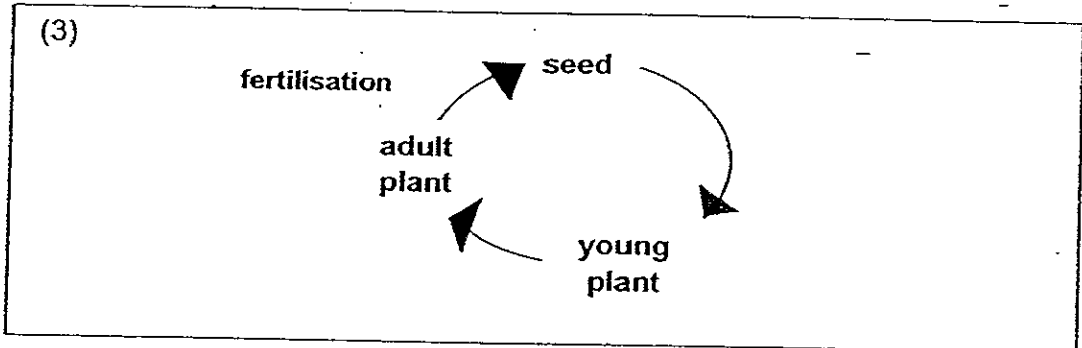 (3)
seed
fertilisation
adult
plant
young
plant